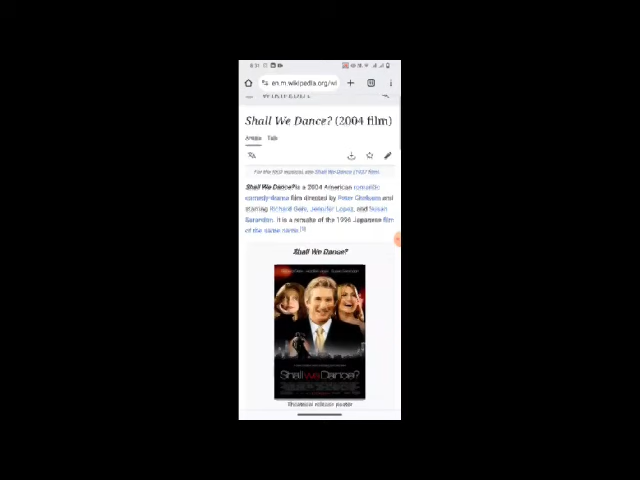 en.m.wikipedia.org/wi
Shall We Dance? (2004 film)
Article Talk
For the 1937 musical, see Shall We Dance (1937 film).
Shall We Dance? is a 2004 American romantic
comedy-drama film directed by Peter Chelsom and
starring Richard Gere, Jennifer Lopez, and Susan
Sarandon. It is a remake of the 1996 Japanese film
of the same name.
Shall We Dance?
Shall we Dance?
Theatrical release poster